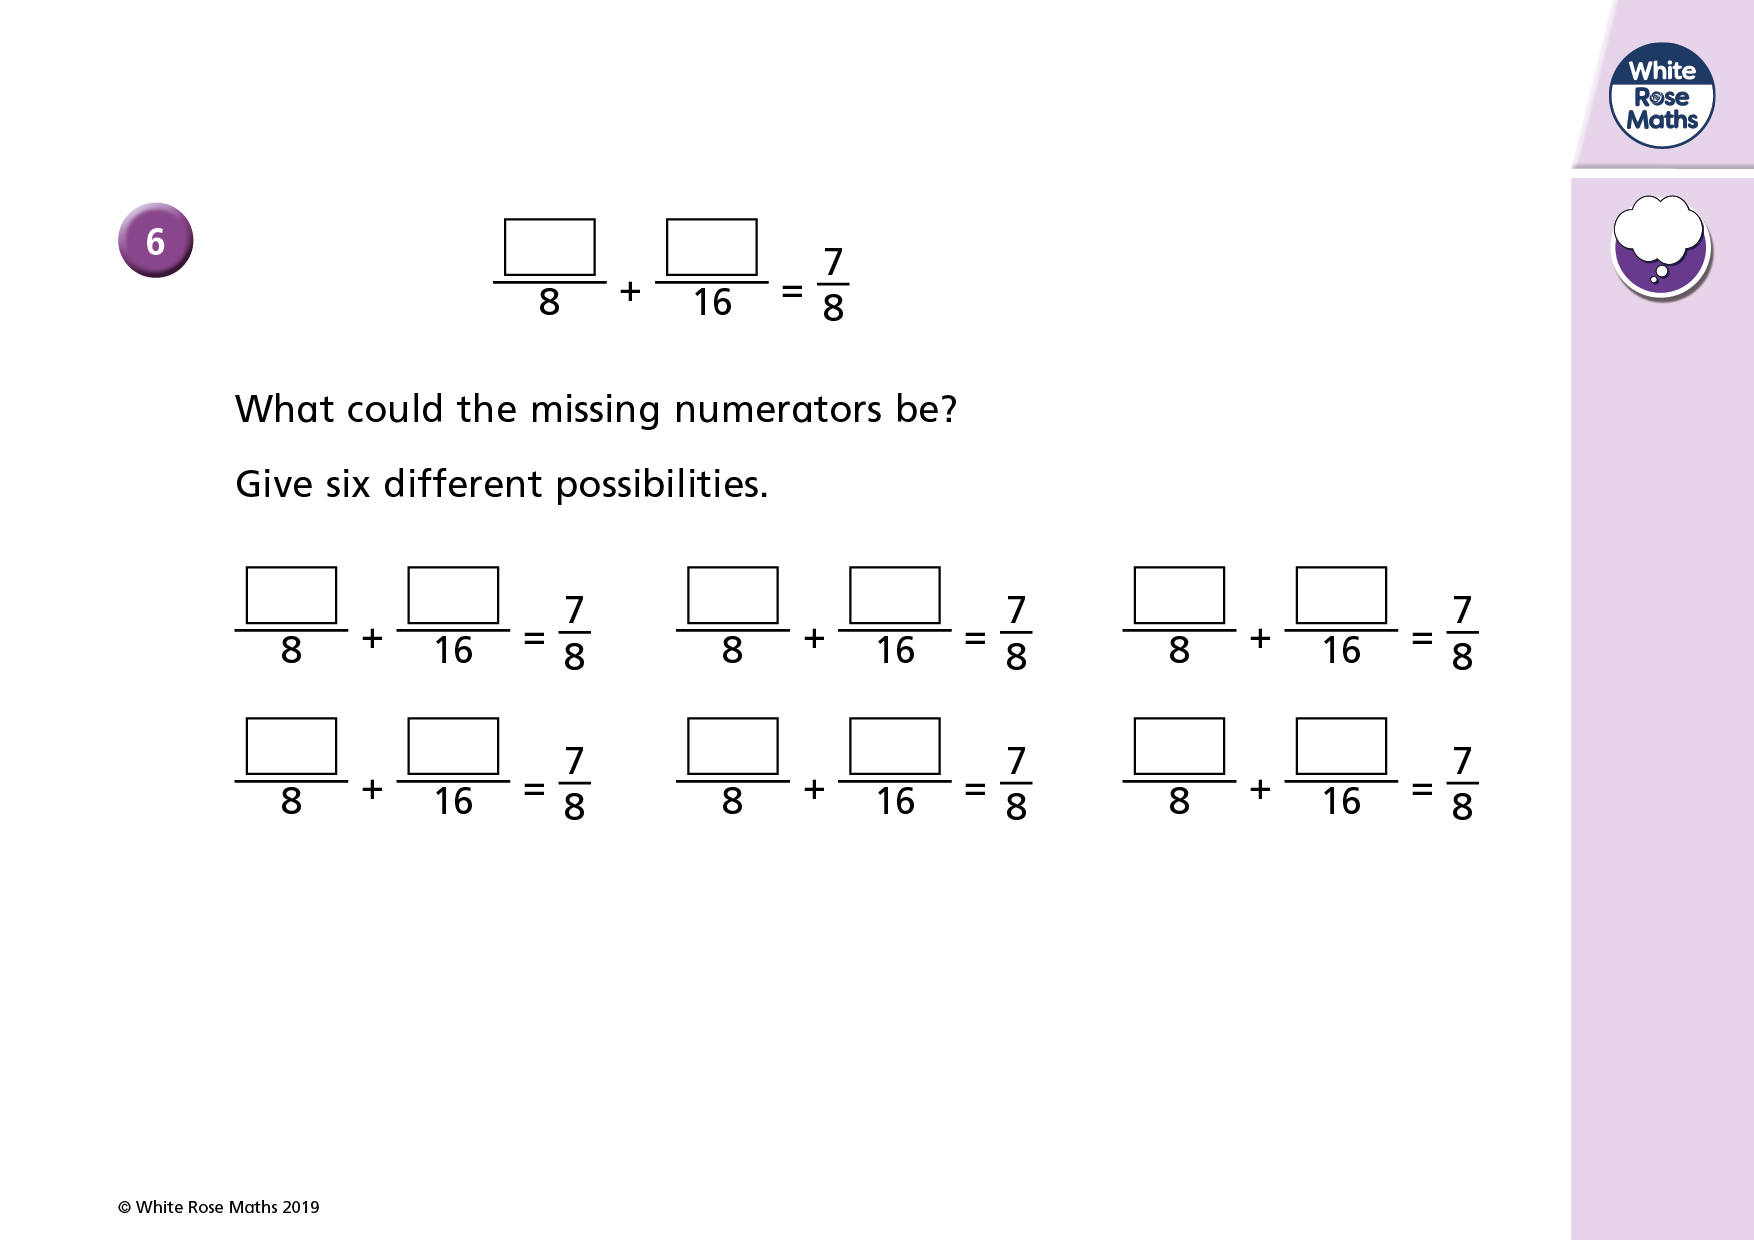 White
Rose
Maths
6
□/8 + □/16 = 7/8
What could the missing numerators be?
Give six different possibilities.
□/8 + □/16 = 7/8 □/8 + □/16 = 7/8 □/8 + □/16 = 7/8
□/8 + □/16 = 7/8 □/8 + □/16 = 7/8 □/8 + □/16 = 7/8
© White Rose Maths 2019